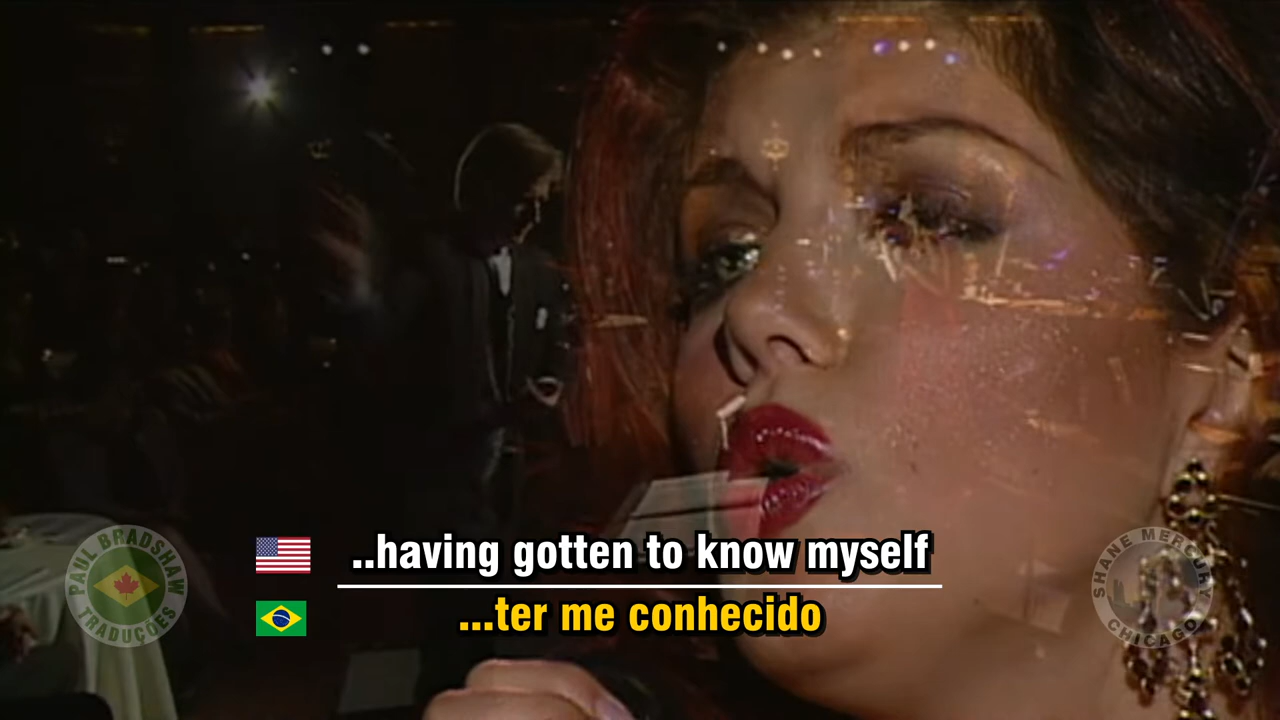 ..having gotten to know myself
...ter me conhecido
PAUL BRADSHAW
TRADUÇÕES
SHANE MERCURY
CHICAGO